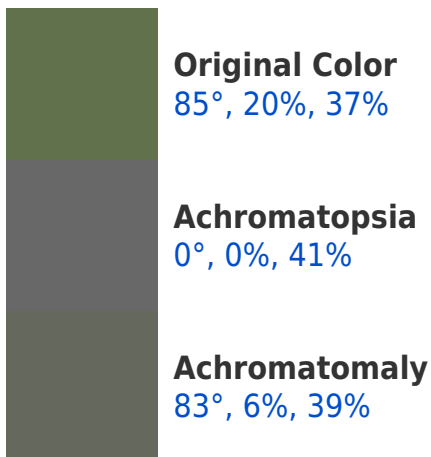 Original Color
85°, 20%, 37%
Achromatopsia
0°, 0%, 41%
Achromatomaly
83°, 6%, 39%